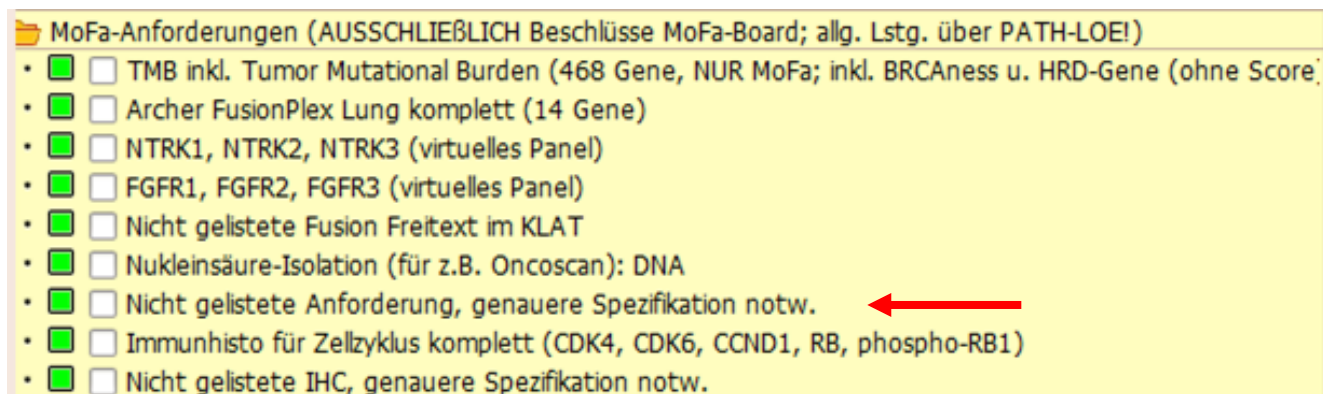 MoFa-Anforderungen (AUSSCHLIEßLICH Beschlüsse MoFa-Board; allg. Lstg. über PATH-LOE!)
TMB inkl. Tumor Mutational Burden (468 Gene, NUR MoFa; inkl. BRCAness u. HRD-Gene (ohne Score)
Archer FusionPlex Lung komplett (14 Gene)
NTRK1, NTRK2, NTRK3 (virtuelles Panel)
FGFR1, FGFR2, FGFR3 (virtuelles Panel)
Nicht gelistete Fusion Freitext im KLAT
Nukleinsäure-Isolation (für z.B. Oncoscan): DNA
Nicht gelistete Anforderung, genauere Spezifikation notw.
Immunhisto für Zellzyklus komplett (CDK4, CDK6, CCND1, RB, phospho-RB1)
Nicht gelistete IHC, genauere Spezifikation notw.